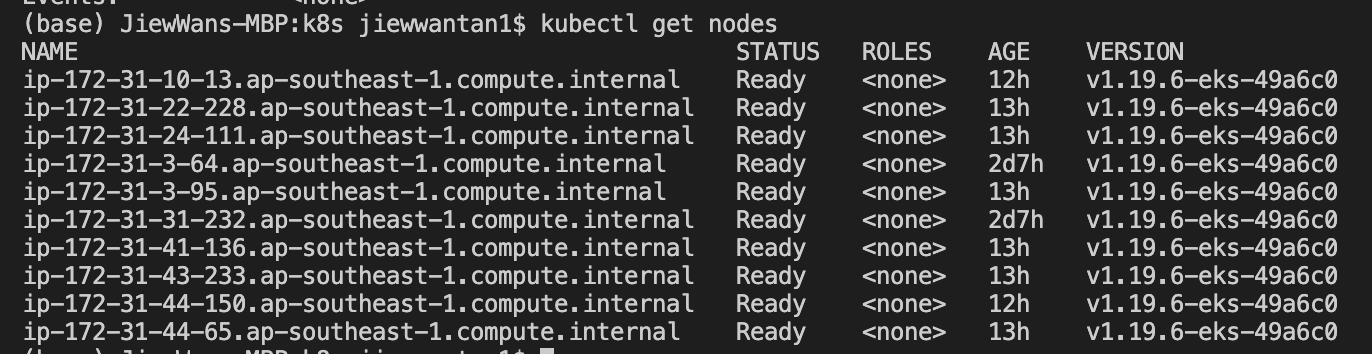 Events:              <none>
(base) JiewWans-MBP:k8s jiewwantan1$ kubectl get nodes
NAME                                               STATUS   ROLES    AGE    VERSION
ip-172-31-10-13.ap-southeast-1.compute.internal    Ready    <none>   12h    v1.19.6-eks-49a6c0
ip-172-31-22-228.ap-southeast-1.compute.internal   Ready    <none>   13h    v1.19.6-eks-49a6c0
ip-172-31-24-111.ap-southeast-1.compute.internal   Ready    <none>   13h    v1.19.6-eks-49a6c0
ip-172-31-3-64.ap-southeast-1.compute.internal     Ready    <none>   2d7h   v1.19.6-eks-49a6c0
ip-172-31-3-95.ap-southeast-1.compute.internal     Ready    <none>   13h    v1.19.6-eks-49a6c0
ip-172-31-31-232.ap-southeast-1.compute.internal   Ready    <none>   2d7h   v1.19.6-eks-49a6c0
ip-172-31-41-136.ap-southeast-1.compute.internal   Ready    <none>   13h    v1.19.6-eks-49a6c0
ip-172-31-43-233.ap-southeast-1.compute.internal   Ready    <none>   13h    v1.19.6-eks-49a6c0
ip-172-31-44-150.ap-southeast-1.compute.internal   Ready    <none>   12h    v1.19.6-eks-49a6c0
ip-172-31-44-65.ap-southeast-1.compute.internal    Ready    <none>   13h    v1.19.6-eks-49a6c0
(base) JiewWans-MBP:k8s jiewwantan1$